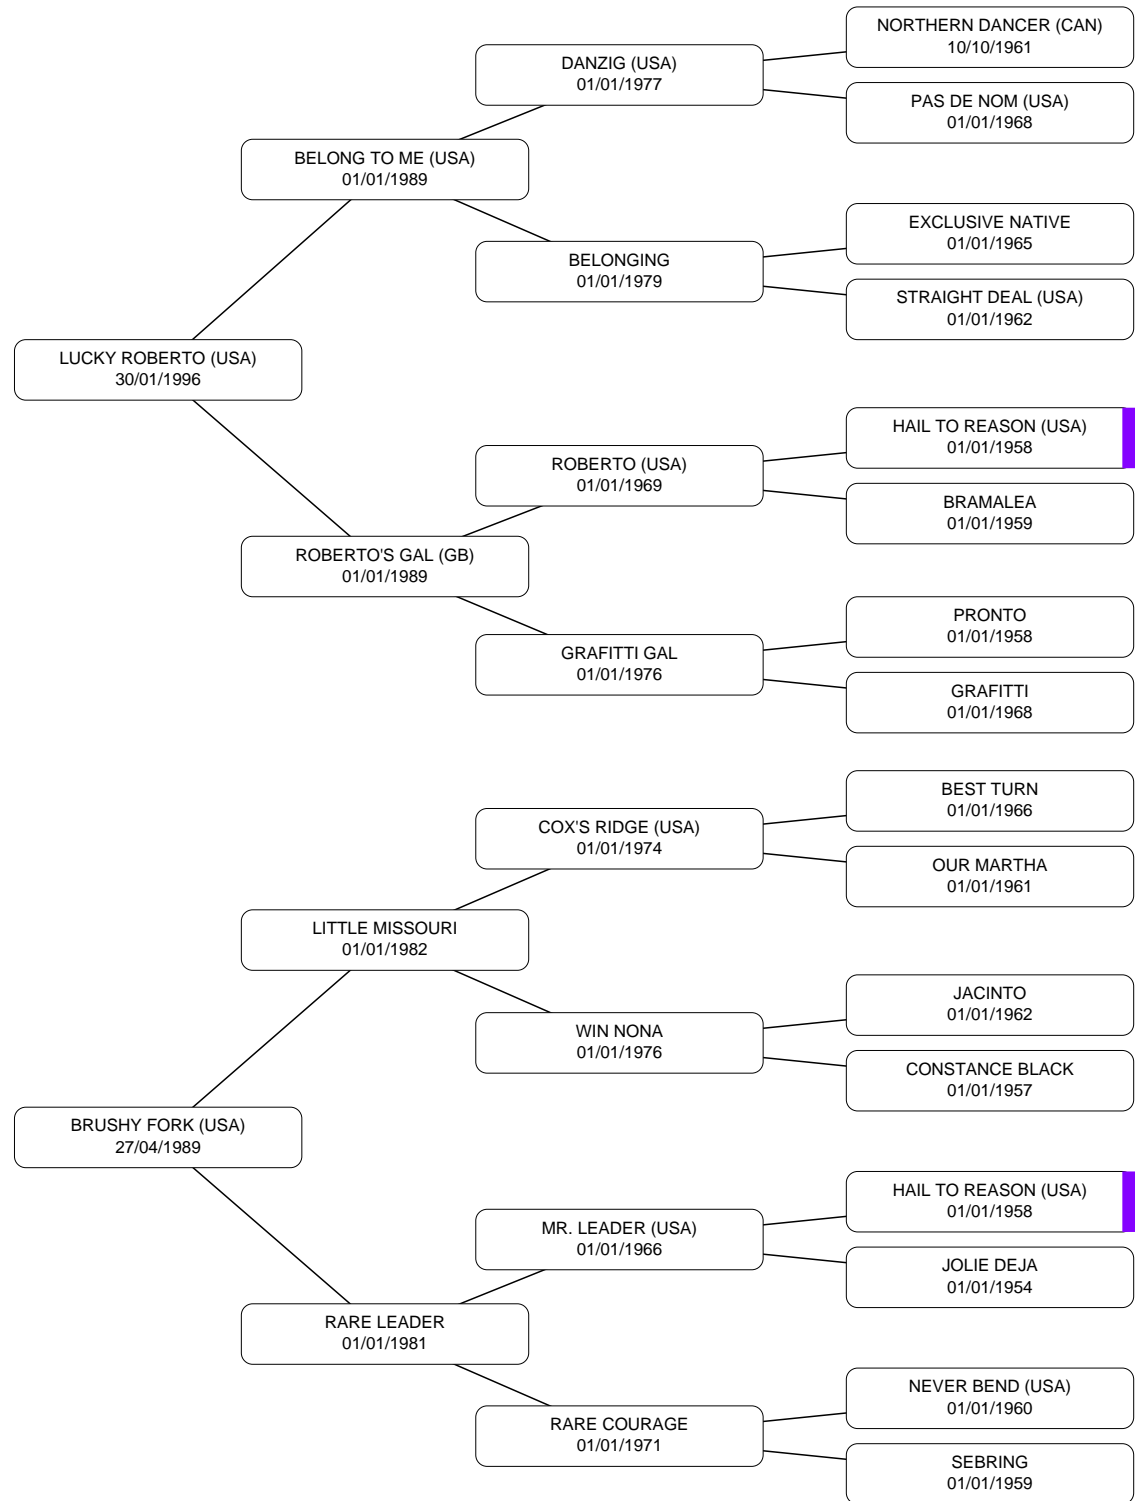 NORTHERN DANCER (CAN)
10/10/1961
DANZIG (USA)
01/01/1977
PAS DE NOM (USA)
01/01/1968
BELONG TO ME (USA)
01/01/1989
EXCLUSIVE NATIVE
01/01/1965
BELONGING
01/01/1979
STRAIGHT DEAL (USA)
01/01/1962
LUCKY ROBERTO (USA)
30/01/1996
HAIL TO REASON (USA)
01/01/1958
ROBERTO (USA)
01/01/1969
BRAMALEA
01/01/1959
ROBERTO'S GAL (GB)
01/01/1989
PRONTO
01/01/1958
GRAFITTI GAL
01/01/1976
GRAFITTI
01/01/1968
BEST TURN
01/01/1966
COX'S RIDGE (USA)
01/01/1974
OUR MARTHA
01/01/1961
LITTLE MISSOURI
01/01/1982
JACINTO
01/01/1962
WIN NONA
01/01/1976
CONSTANCE BLACK
01/01/1957
BRUSHY FORK (USA)
27/04/1989
HAIL TO REASON (USA)
01/01/1958
MR. LEADER (USA)
01/01/1966
JOLIE DEJA
01/01/1954
RARE LEADER
01/01/1981
NEVER BEND (USA)
01/01/1960
RARE COURAGE
01/01/1971
SEBRING
01/01/1959